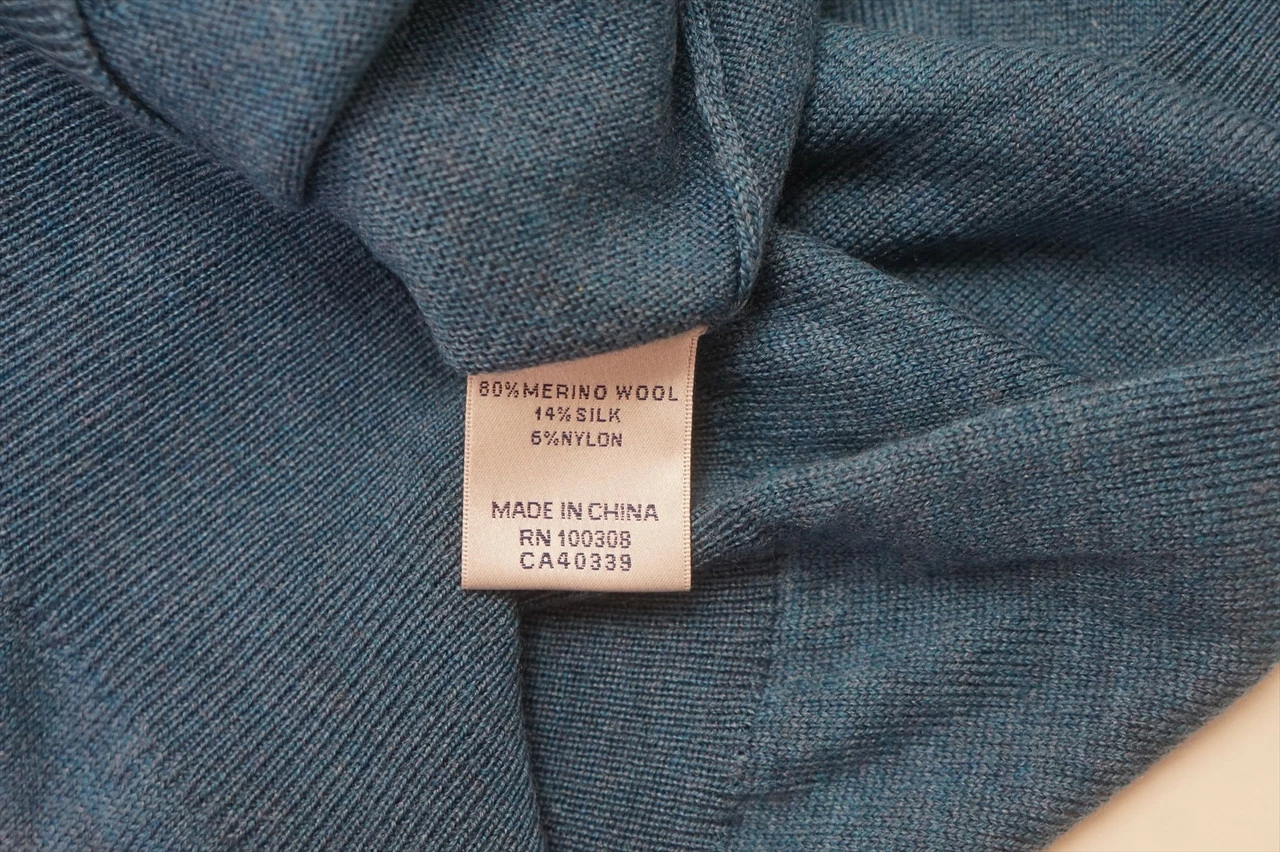 80%MERINO WOOL
14%SILK
6%NYLON
MADE IN CHINA
RN 100308
CA40339